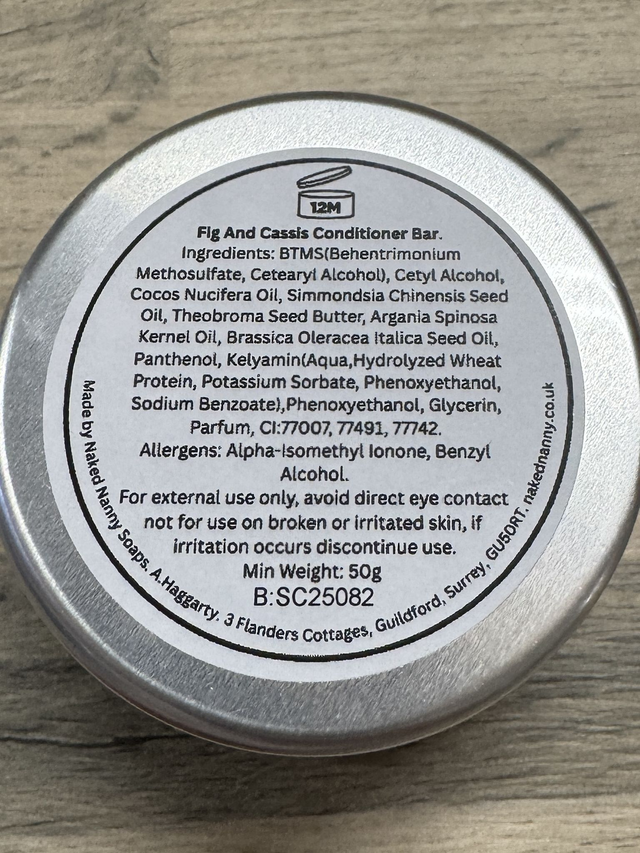 12M
Fig And Cassis Conditioner Bar.
Ingredients: BTMS(Behentrimonium
Methosulfate, Cetearyl Alcohol), Cetyl Alcohol,
Cocos Nucifera Oil, Simmondsia Chinensis Seed
Oil, Theobroma Seed Butter, Argania Spinosa
Kernel Oil, Brassica Oleracea Italica Seed Oil,
Panthenol, Kelyamin(Aqua,Hydrolyzed Wheat
Protein, Potassium Sorbate, Phenoxyethanol,
Sodium Benzoate),Phenoxyethanol, Glycerin,
Parfum, CI:77007, 77491, 77742.
Allergens: Alpha-Isomethyl Ionone, Benzyl
Alcohol.
For external use only, avoid direct eye contact
not for use on broken or irritated skin, if
irritation occurs discontinue use.
Min Weight: 50g
B:SC25082
Made by Naked Nanny Soaps. A.Haggarty. 3 Flanders Cottages, Guildford, Surrey, GU50RT. nakednanny.co.uk